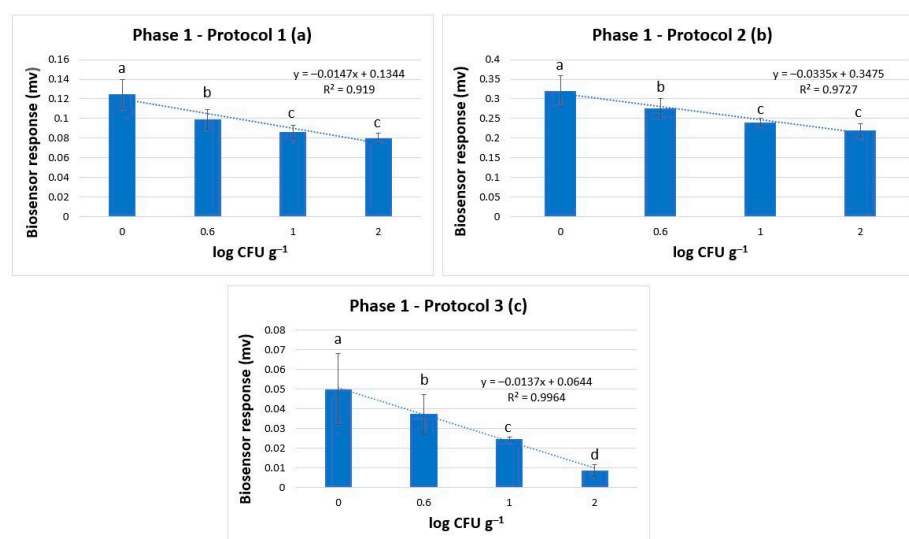 Phase 1 - Protocol 1 (a)
Biosensor response (mv)
0.16
0.14
0.12
0.1
0.08
0.06
0.04
0.02
0
a
b
c
c
y = –0.0147x + 0.1344
R² = 0.919
0 0.6 1 2
log CFU g⁻¹
Phase 1 - Protocol 2 (b)
Biosensor response (mv)
0.4
0.35
0.3
0.25
0.2
0.15
0.1
0.05
0
a
b
c
c
y = –0.0335x + 0.3475
R² = 0.9727
0 0.6 1 2
log CFU g⁻¹
Phase 1 - Protocol 3 (c)
Biosensor response (mv)
0.08
0.07
0.06
0.05
0.04
0.03
0.02
0.01
0
a
b
c
d
y = –0.0137x + 0.0644
R² = 0.9964
0 0.6 1 2
log CFU g⁻¹